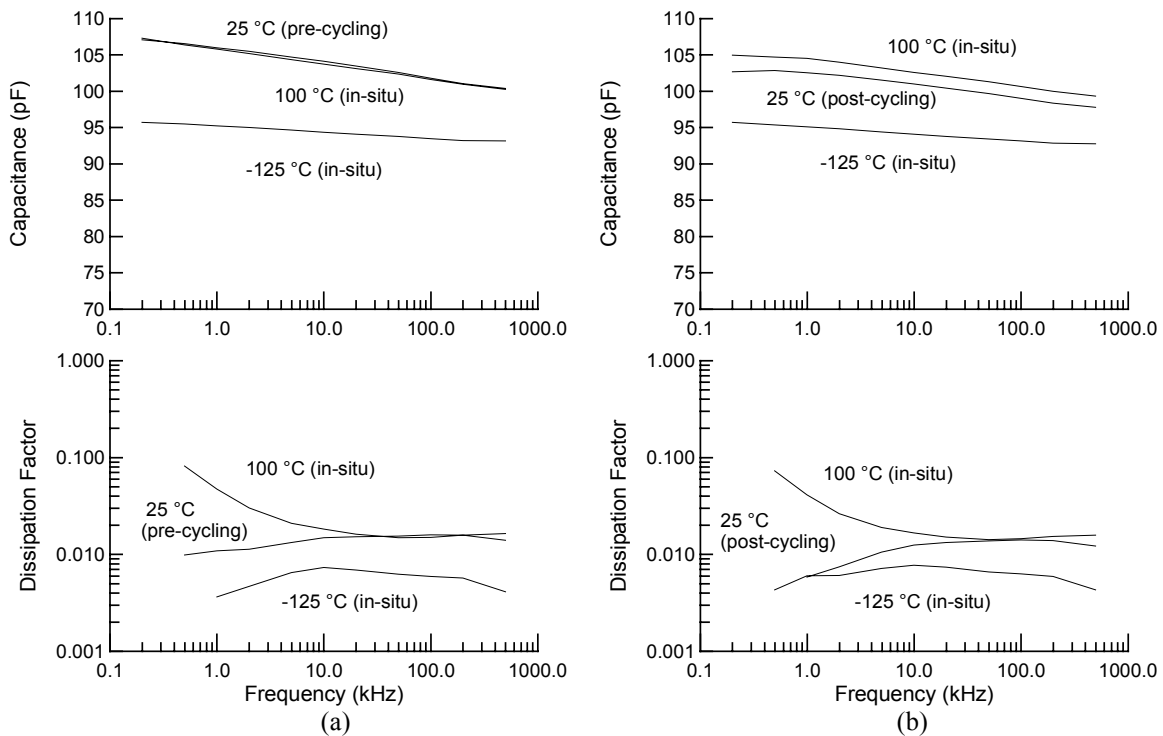 110
105
100
95
90
85
80
75
70
Capacitance (pF)
25 °C (pre-cycling)
100 °C (in-situ)
-125 °C (in-situ)
0.1 1.0 10.0 100.0 1000.0
110
105
100
95
90
85
80
75
70
Capacitance (pF)
100 °C (in-situ)
25 °C (post-cycling)
-125 °C (in-situ)
0.1 1.0 10.0 100.0 1000.0
1.000
0.100
0.010
0.001
Dissipation Factor
100 °C (in-situ)
25 °C
(pre-cycling)
-125 °C (in-situ)
0.1 1.0 10.0 100.0 1000.0
Frequency (kHz)
(a)
1.000
0.100
0.010
0.001
Dissipation Factor
100 °C (in-situ)
25 °C
(post-cycling)
-125 °C (in-situ)
0.1 1.0 10.0 100.0 1000.0
Frequency (kHz)
(b)